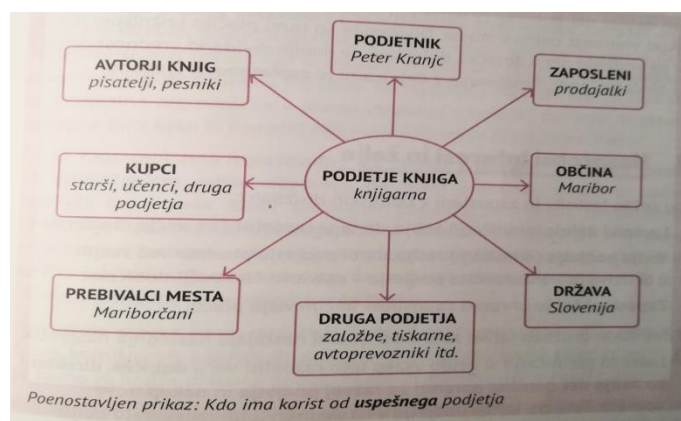 PODJETNIK
Peter Kranjc
AVTORJI KNJIG
pisatelji, pesniki
ZAPOSLENI
prodajalki
KUPCI
starši, učenci, druga
podjetja
PODJETJE KNJIGA
knjigarna
OBČINA
Maribor
PREBIVALCI MESTA
Mariborčani
DRUGA PODJETJA
založbe, tiskarne,
avtoprevozniki itd.
DRŽAVA
Slovenija
Poenostavljen prikaz: Kdo ima korist od uspešnega podjetja